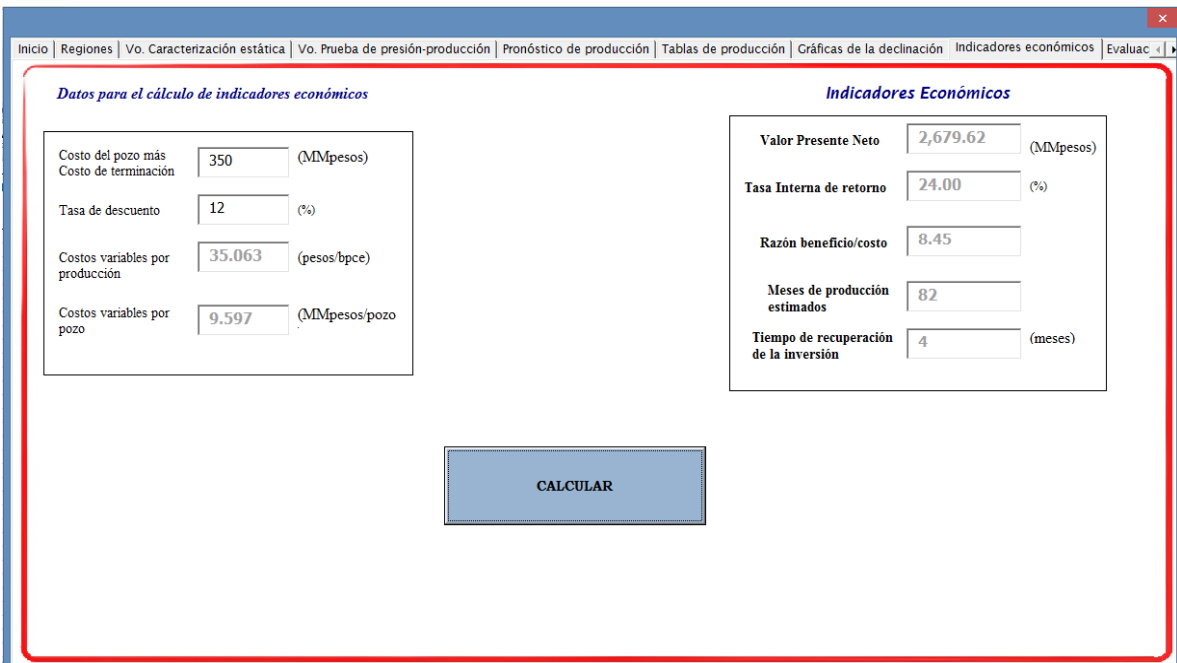 Inicio Regiones Vo. Caracterización estática Vo. Prueba de presión-producción Pronóstico de producción Tablas de producción Gráficas de la declinación Indicadores económicos Evaluac
Datos para el cálculo de indicadores económicos
Costo del pozo más
Costo de terminación
350
(MMpesos)
Tasa de descuento
12
(%)
Costos variables por
producción
35.063
(pesos/bpce)
Costos variables por
pozo
9.597
(MMpesos/pozo
Indicadores Económicos
Valor Presente Neto
2,679.62
(MMpesos)
Tasa Interna de retorno
24.00
(%)
Razón beneficio/costo
8.45
Meses de producción
estimados
82
Tiempo de recuperación
de la inversión
4
(meses)
CALCULAR